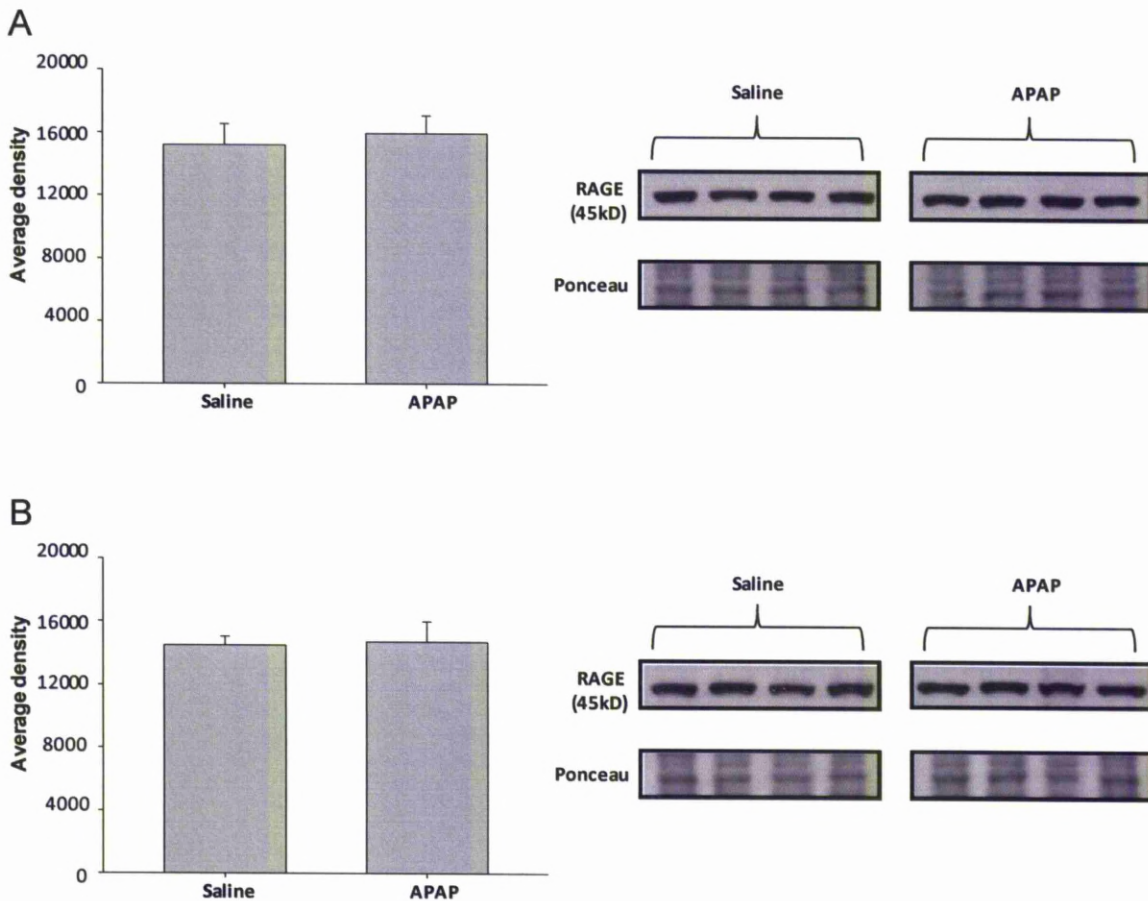 A
20000
16000
12000
8000
4000
0
Average density
Saline
APAP
Saline
APAP
RAGE
(45kD)
Ponceau
B
20000
16000
12000
8000
4000
0
Average density
Saline
APAP
Saline
APAP
RAGE
(45kD)
Ponceau